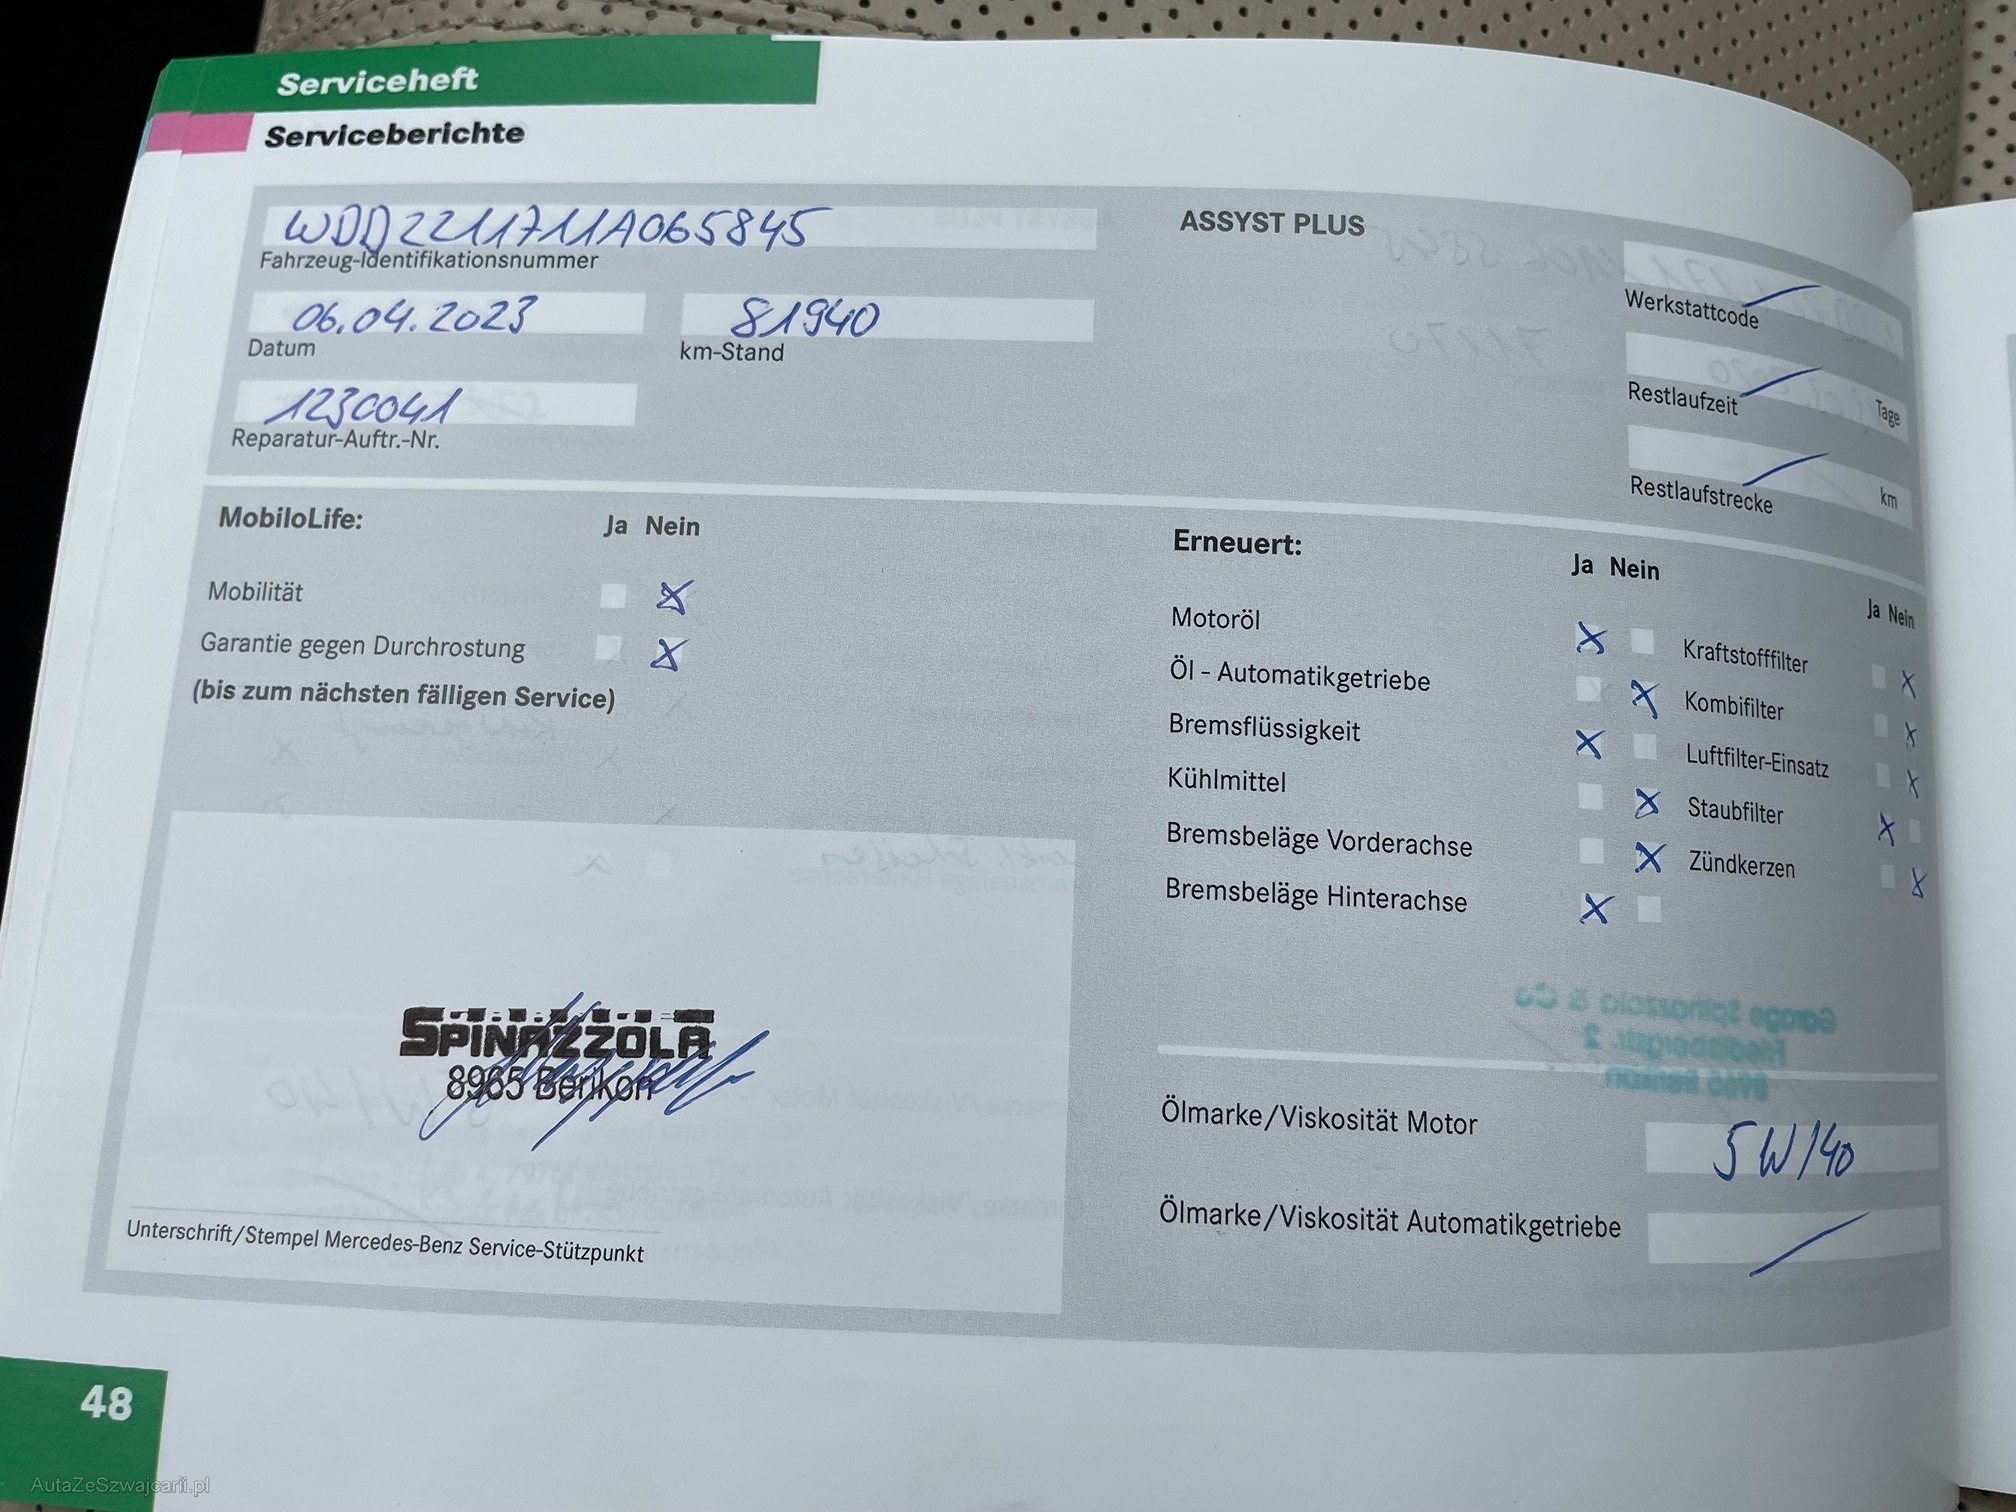 Serviceheft
Serviceberichte
WDD2211711A065845
Fahrzeug-Identifikationsnummer
06.04.2023
Datum
81940
km-Stand
1230041
Reparatur-Auftr.-Nr.
ASSYST PLUS
Werkstattcode
Restlaufzeit
Tage
Restlaufstrecke
km
MobiloLife:
Ja Nein
Mobilität
Garantie gegen Durchrostung
(bis zum nächsten fälligen Service)
Erneuert:
Ja Nein
Motoröl
Öl - Automatikgetriebe
Bremsflüssigkeit
Kühlmittel
Bremsbeläge Vorderachse
Bremsbeläge Hinterachse
Ja Nein
Kraftstofffilter
Kombifilter
Luftfilter-Einsatz
Staubfilter
Zündkerzen
SPINAZZOLA
8965 Berikon
Unterschrift/Stempel Mercedes-Benz Service-Stützpunkt
Ölmarke/Viskosität Motor
5W/40
Ölmarke/Viskosität Automatikgetriebe
48
AutaZeSzwajcarii.pl